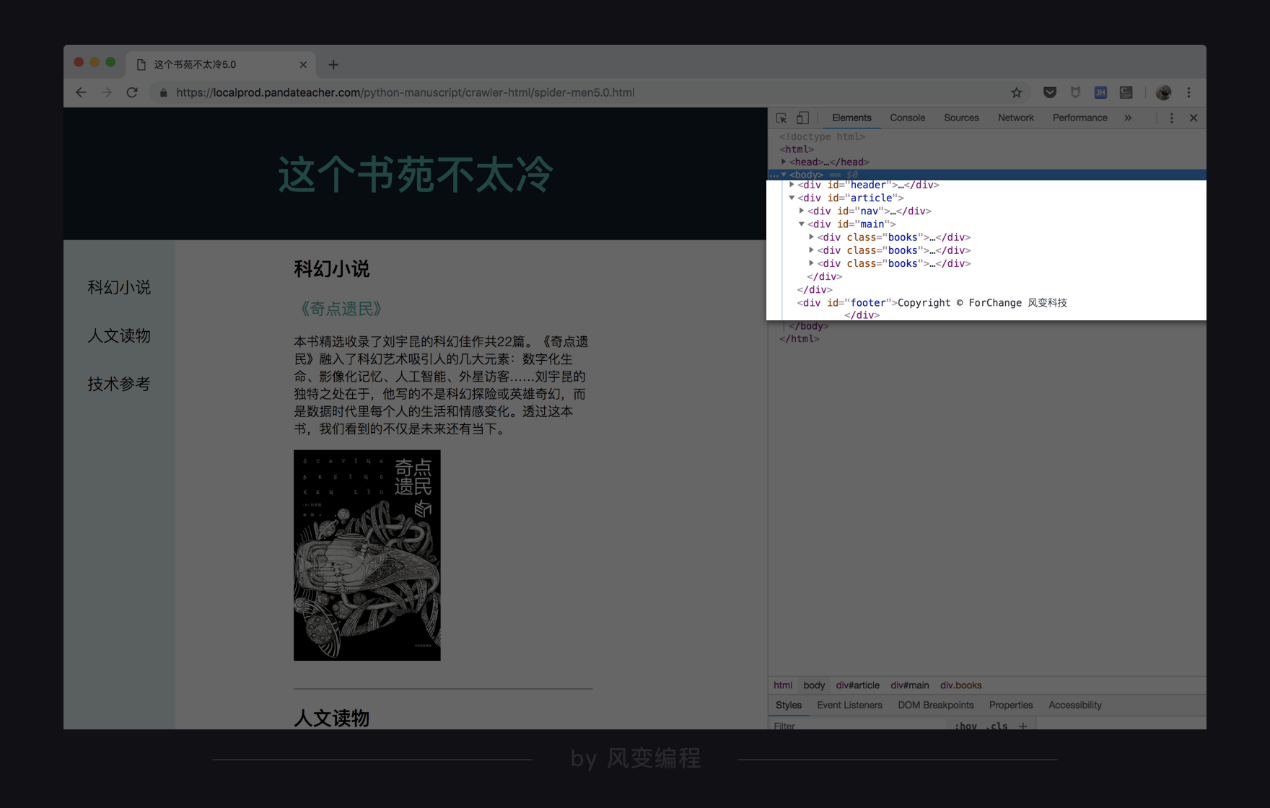 这个书苑不太冷5.0
https://localprod.pandateacher.com/python-manuscript/crawler-html/spider-men5.0.html
这个书苑不太冷
科幻小说
人文读物
技术参考
科幻小说
《奇点遗民》
本书精选收录了刘宇昆的科幻佳作共22篇。《奇点遗
民》融入了科幻艺术吸引人的几大元素：数字化生
命、影像化记忆、人工智能、外星访客……刘宇昆的
独特之处在于，他写的不是科幻探险或英雄奇幻，而
是数据时代里每个人的生活和情感变化。透过这本
书，我们看到的不仅是未来还有当下。
奇点
遗民
人文读物
Elements Console Sources Network Performance »
<!doctype html>
<html>
<head>…</head>
…<body> == $0
<div id="header">…</div>
<div id="article">
<div id="nav">…</div>
<div id="main">
<div class="books">…</div>
<div class="books">…</div>
<div class="books">…</div>
</div>
</div>
<div id="footer">Copyright © ForChange 风变科技
</div>
</body>
</html>
html body div#article div#main div.books
Styles Event Listeners DOM Breakpoints Properties Accessibility
Filter :hov .cls +
by 风变编程